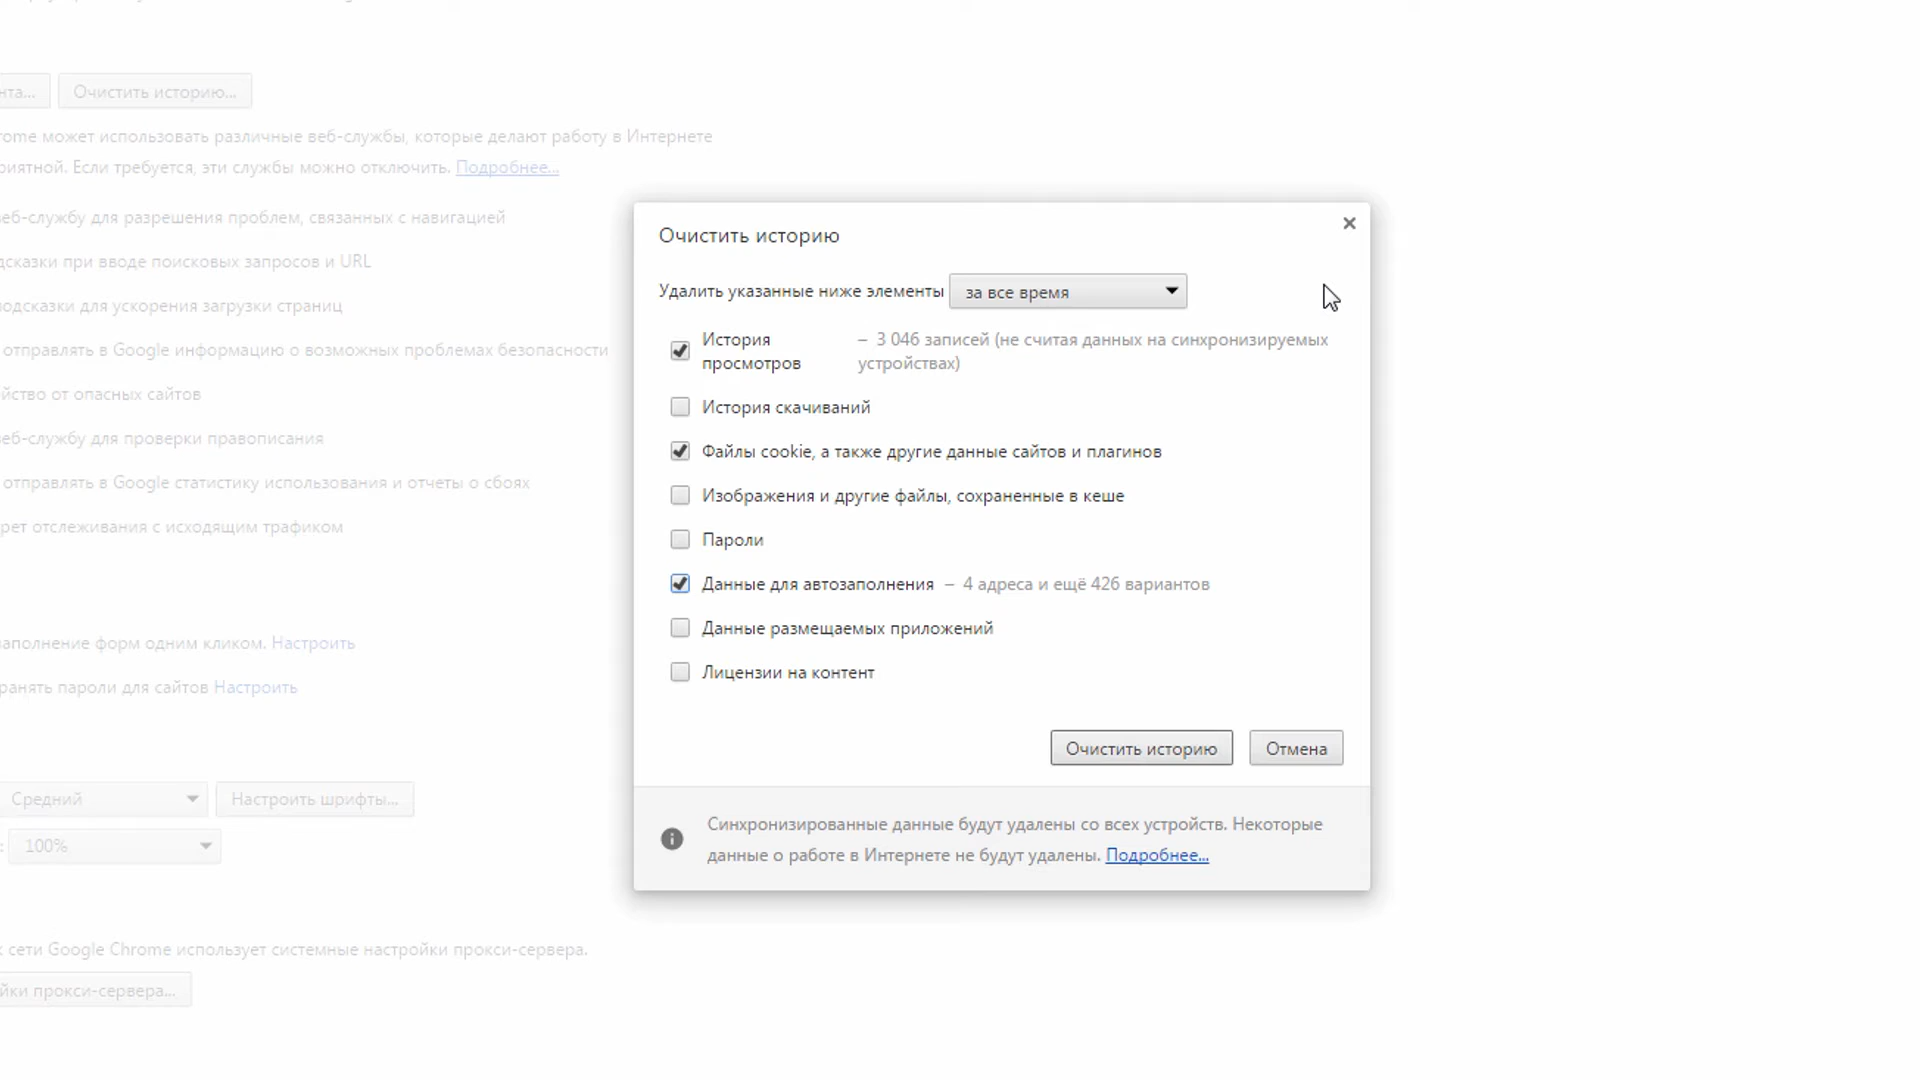 нта...
Очистить историю...
rome может использовать различные веб-службы, которые делают работу в Интернете
риятной. Если требуется, эти службы можно отключить. Подробнее...
веб-службу для разрешения проблем, связанных с навигацией
дсказки при вводе поисковых запросов и URL
подсказки для ускорения загрузки страниц
отправлять в Google информацию о возможных проблемах безопасности
йство от опасных сайтов
веб-службу для проверки правописания
отправлять в Google статистику использования и отчеты о сбоях
рет отслеживания с исходящим трафиком
заполнение форм одним кликом. Настроить
ранять пароли для сайтов Настроить
Средний
Настроить шрифты...
: 100%
к сети Google Chrome использует системные настройки прокси-сервера.
йки прокси-сервера...
Очистить историю
Удалить указанные ниже элементы за все время
История – 3 046 записей (не считая данных на синхронизируемых
просмотров устройствах)
История скачиваний
Файлы cookie, а также другие данные сайтов и плагинов
Изображения и другие файлы, сохраненные в кеше
Пароли
Данные для автозаполнения – 4 адреса и ещё 426 вариантов
Данные размещаемых приложений
Лицензии на контент
Очистить историю
Отмена
Синхронизированные данные будут удалены со всех устройств. Некоторые
данные о работе в Интернете не будут удалены. Подробнее...